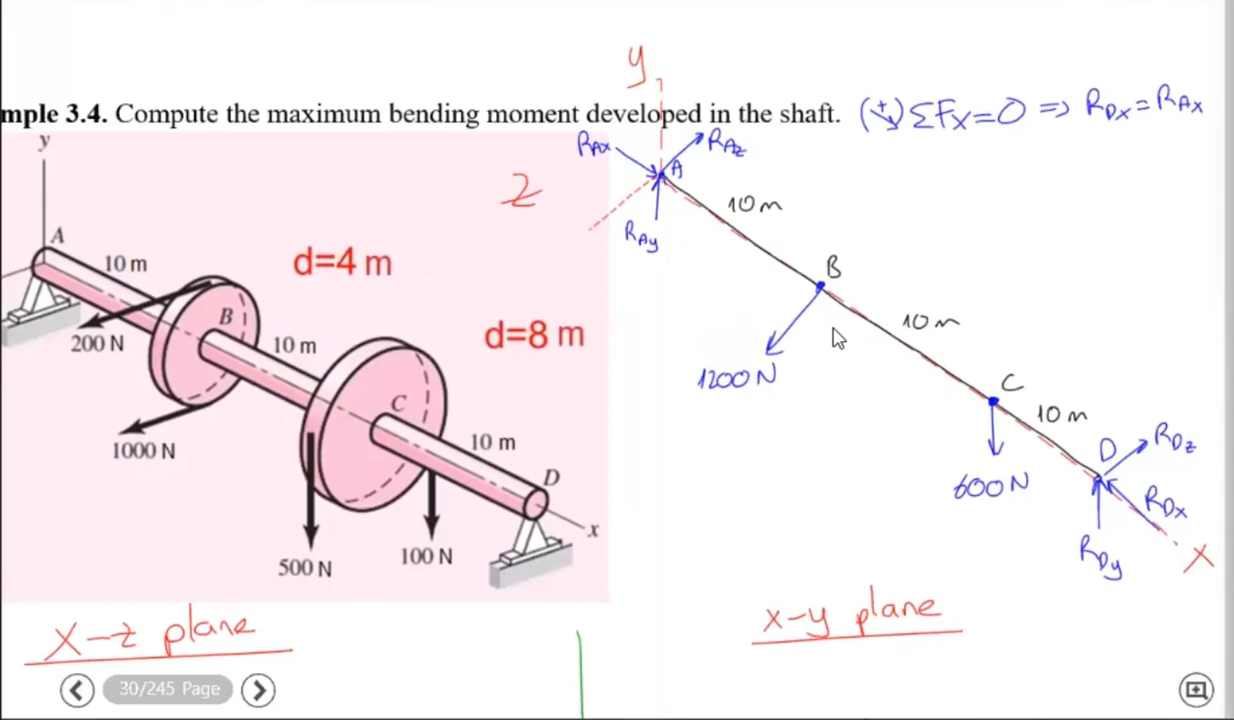 mple 3.4. Compute the maximum bending moment developed in the shaft.
(+) ΣFx=0 => RDx=RAx
y
A
10 m
200 N
B
1000 N
10 m
C
500 N
100 N
10 m
D
x
d=4 m
d=8 m
y
z
RAx
RAz
A
RAy
10 m
B
1200 N
10 m
C
600 N
10 m
D
RDz
RDx
RDy
x
x-z plane
x-y plane
30/245 Page